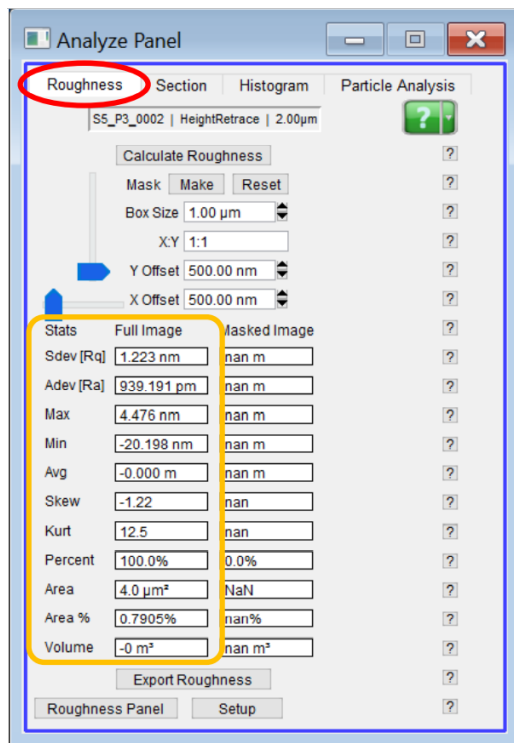 Analyze Panel
Roughness Section Histogram Particle Analysis
S5_P3_0002 | HeightRetrace | 2.00µm ?
Calculate Roughness ?
Mask Make Reset ?
Box Size 1.00 µm ?
X:Y 1:1 ?
Y Offset 500.00 nm ?
X Offset 500.00 nm ?
Stats Full Image Masked Image ?
Sdev [Rq] 1.223 nm nan m ?
Adev [Ra] 939.191 pm nan m ?
Max 4.476 nm nan m ?
Min -20.198 nm nan m ?
Avg -0.000 m nan m ?
Skew -1.22 nan ?
Kurt 12.5 nan ?
Percent 100.0% 0.0% ?
Area 4.0 µm² NaN ?
Area % 0.7905% nan% ?
Volume -0 m³ nan m³ ?
Export Roughness ?
Roughness Panel Setup ?